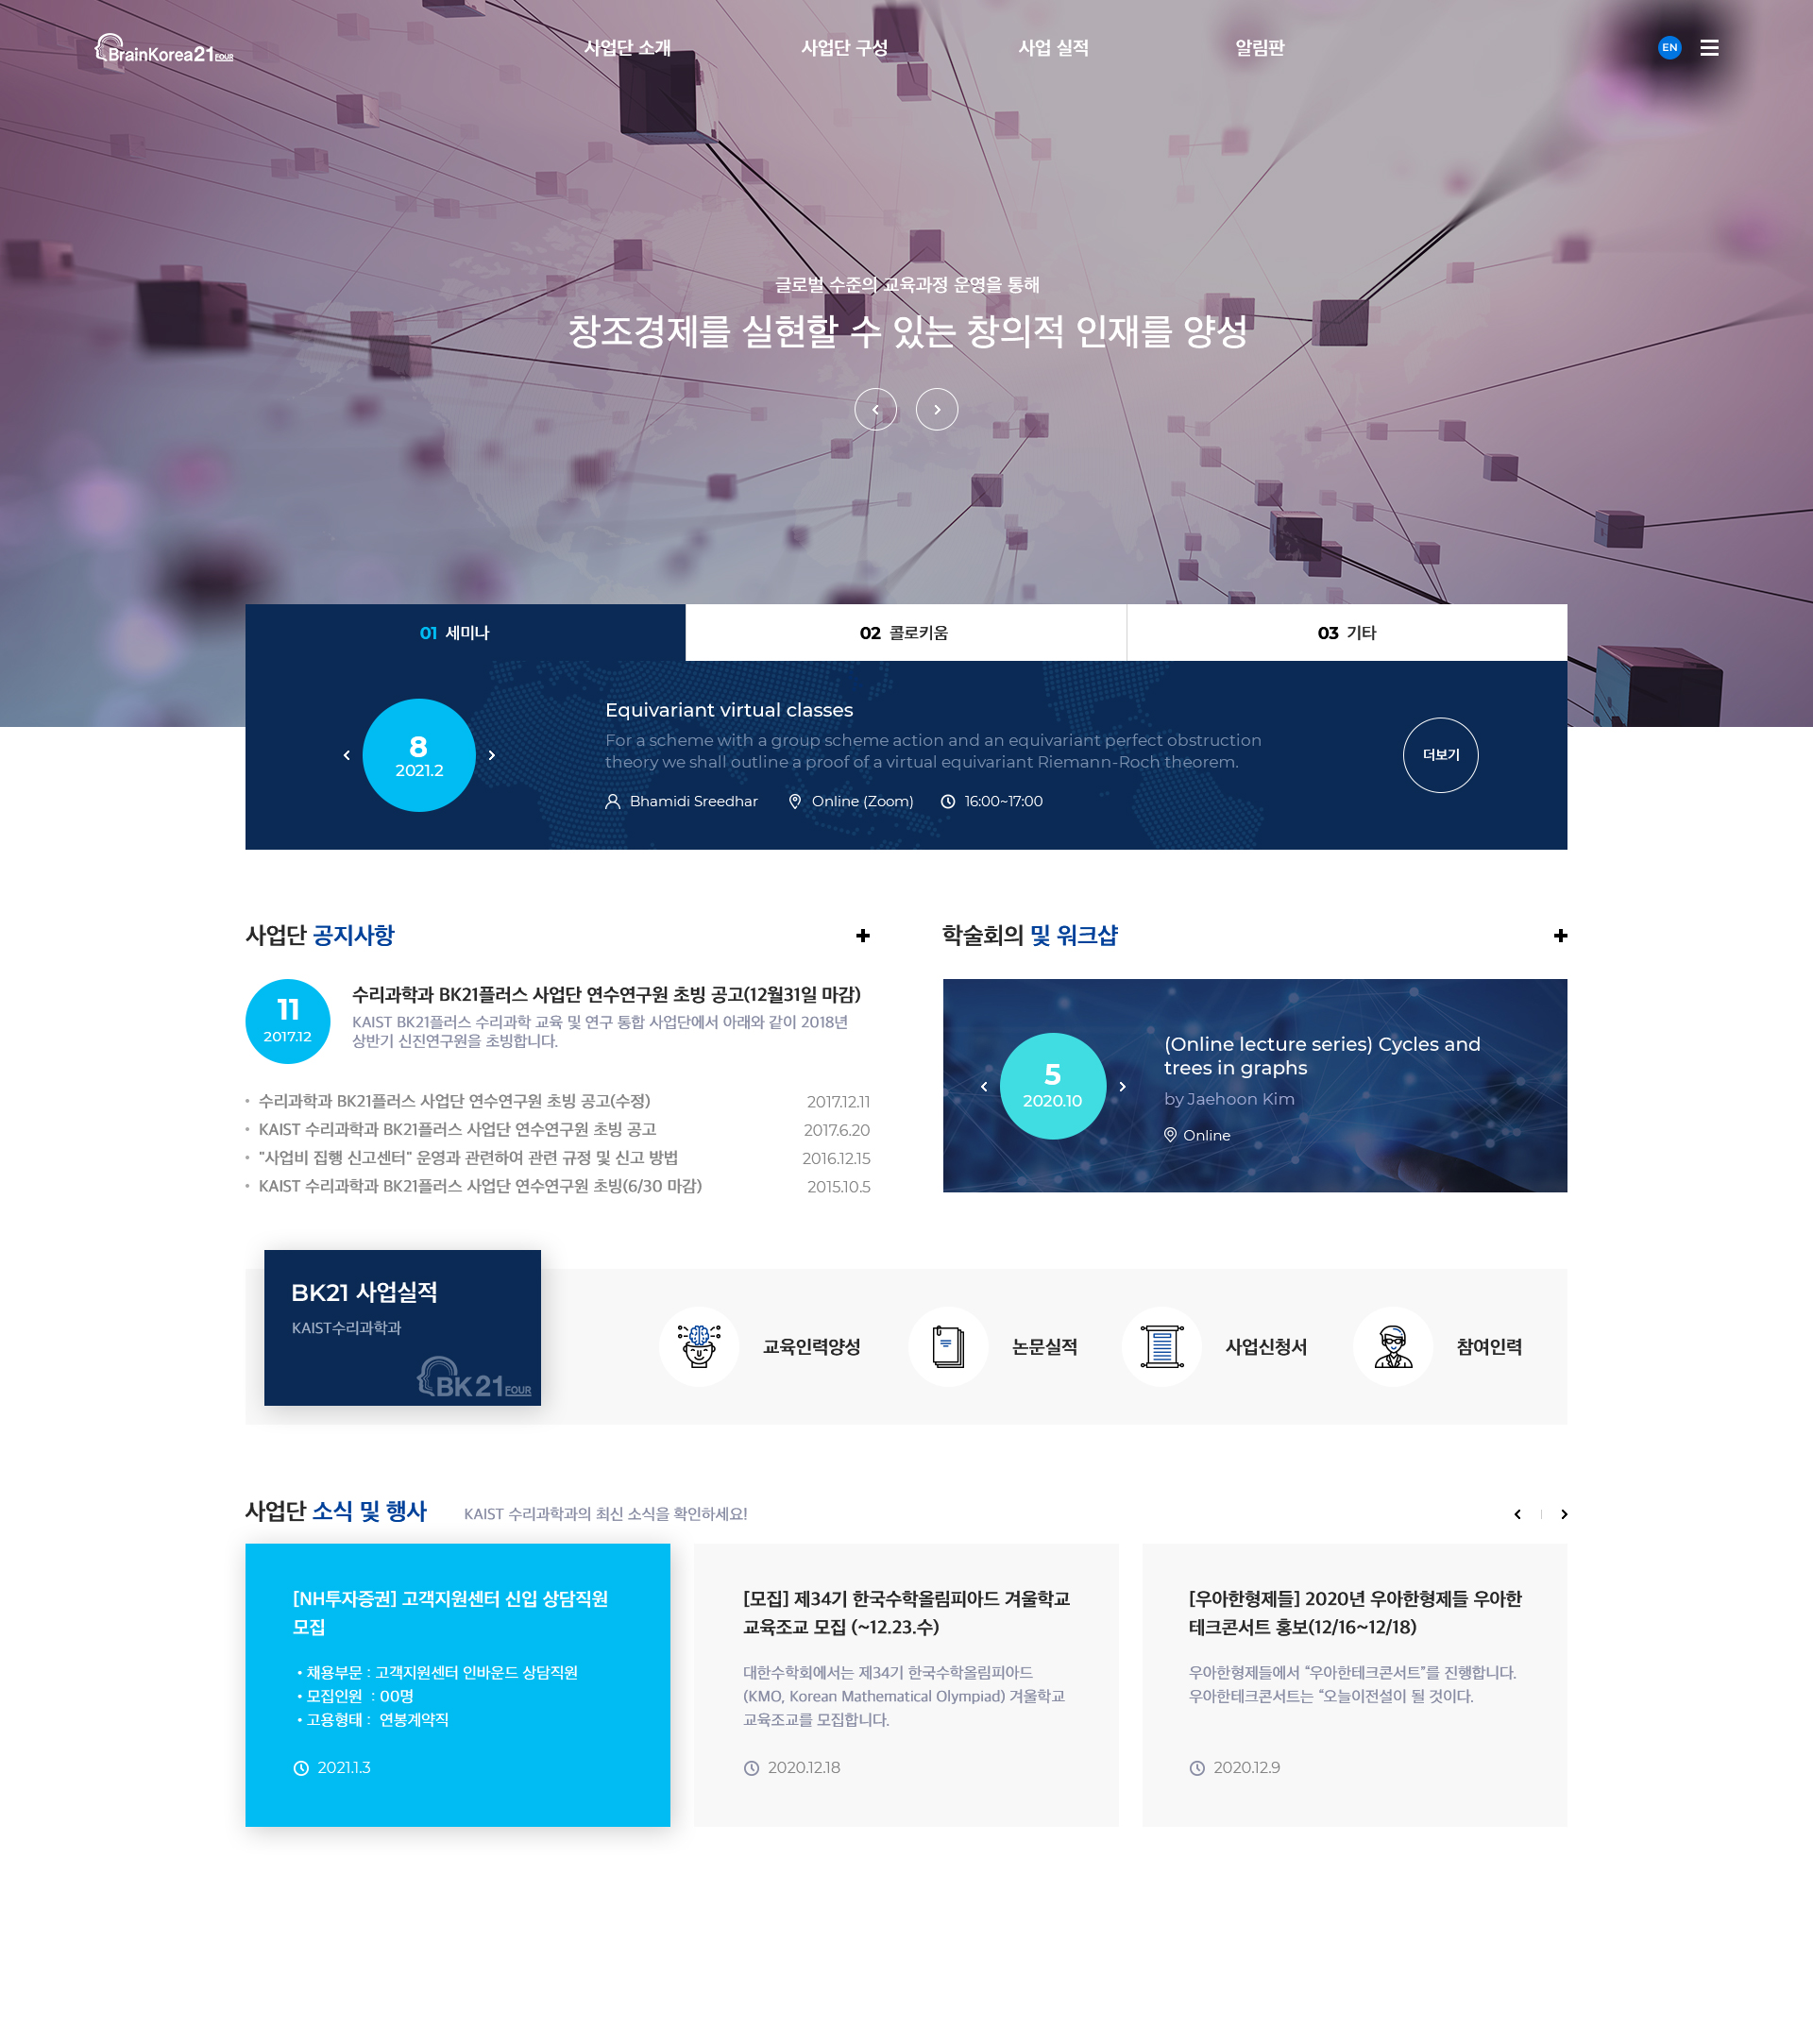 BrainKorea21 FOUR
사업단 소개
사업단 구성
사업 실적
알림판
EN
글로벌 수준의 교육과정 운영을 통해
창조경제를 실현할 수 있는 창의적 인재를 양성
01 세미나
02 콜로키움
03 기타
8
2021.2
Equivariant virtual classes
For a scheme with a group scheme action and an equivariant perfect obstruction
theory we shall outline a proof of a virtual equivariant Riemann-Roch theorem.
Bhamidi Sreedhar
Online (Zoom)
16:00~17:00
더보기
사업단 공지사항
11
2017.12
수리과학과 BK21플러스 사업단 연수연구원 초빙 공고(12월31일 마감)
KAIST BK21플러스 수리과학 교육 및 연구 통합 사업단에서 아래와 같이 2018년
상반기 신진연구원을 초빙합니다.
• 수리과학과 BK21플러스 사업단 연수연구원 초빙 공고(수정) 2017.12.11
• KAIST 수리과학과 BK21플러스 사업단 연수연구원 초빙 공고 2017.6.20
• "사업비 집행 신고센터" 운영과 관련하여 관련 규정 및 신고 방법 2016.12.15
• KAIST 수리과학과 BK21플러스 사업단 연수연구원 초빙(6/30 마감) 2015.10.5
학술회의 및 워크샵
5
2020.10
(Online lecture series) Cycles and
trees in graphs
by Jaehoon Kim
Online
BK21 사업실적
KAIST수리과학과
BK 21 FOUR
교육인력양성
논문실적
사업신청서
참여인력
사업단 소식 및 행사
KAIST 수리과학과의 최신 소식을 확인하세요!
[NH투자증권] 고객지원센터 신입 상담직원
모집
• 채용부문 : 고객지원센터 인바운드 상담직원
• 모집인원 : 00명
• 고용형태 : 연봉계약직
2021.1.3
[모집] 제34기 한국수학올림피아드 겨울학교
교육조교 모집 (~12.23.수)
대한수학회에서는 제34기 한국수학올림피아드
(KMO, Korean Mathematical Olympiad) 겨울학교
교육조교를 모집합니다.
2020.12.18
[우아한형제들] 2020년 우아한형제들 우아한
테크콘서트 홍보(12/16~12/18)
우아한형제들에서 “우아한테크콘서트”를 진행합니다.
우아한테크콘서트는 “오늘이전설이 될 것이다.
2020.12.9